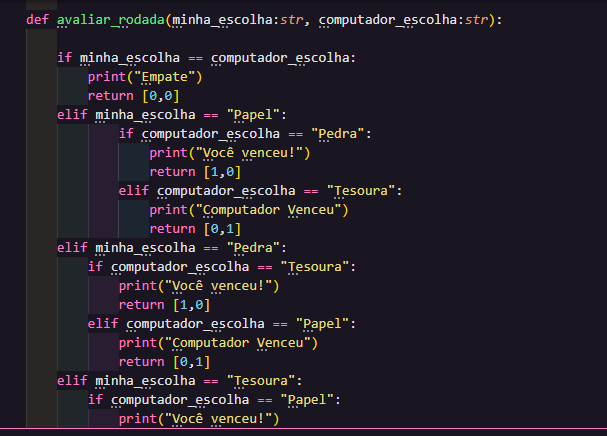 def avaliar_rodada(minha_escolha:str, computador_escolha:str):
if minha_escolha == computador_escolha:
print("Empate")
return [0,0]
elif minha_escolha == "Papel":
if computador_escolha == "Pedra":
print("Você venceu!")
return [1,0]
elif computador_escolha == "Tesoura":
print("Computador Venceu")
return [0,1]
elif minha_escolha == "Pedra":
if computador_escolha == "Tesoura":
print("Você venceu!")
return [1,0]
elif computador_escolha == "Papel":
print("Computador Venceu")
return [0,1]
elif minha_escolha == "Tesoura":
if computador_escolha == "Papel":
print("Você venceu!")